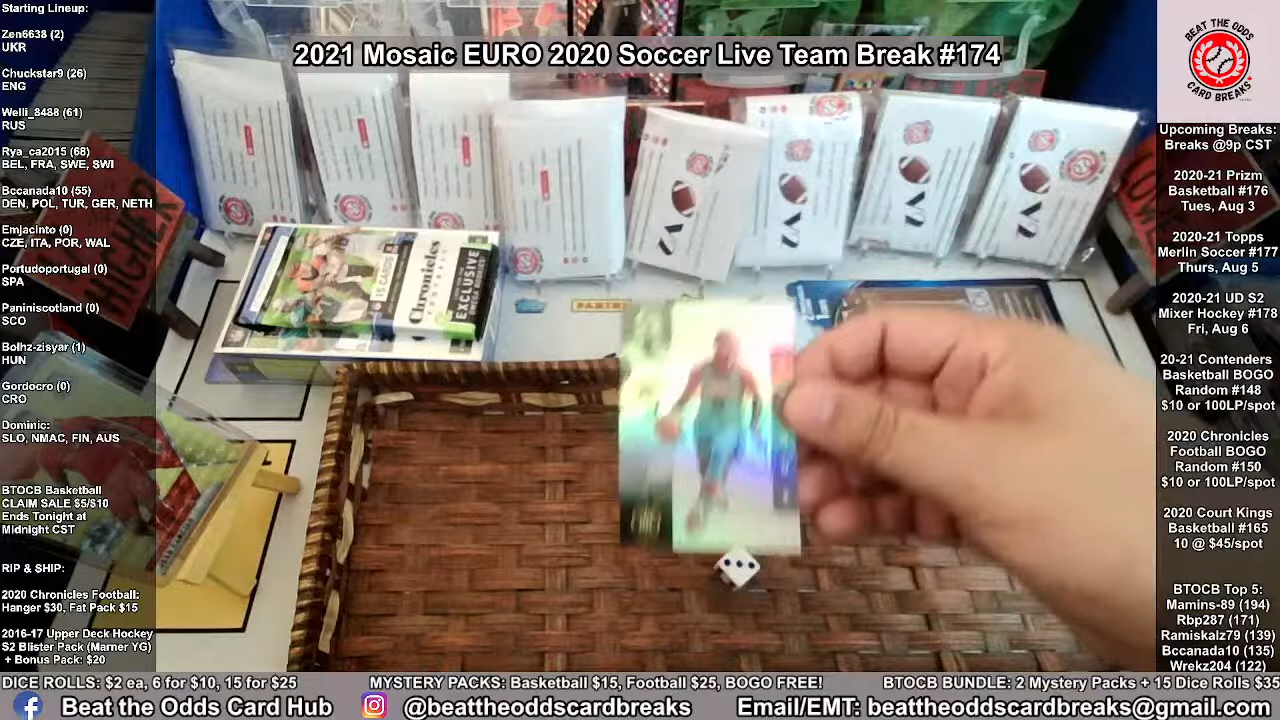 Starting Lineup:
Zen6638 (2)
UKR
Chuckster9 (26)
ENG
Welli_8488 (61)
RUS
Rya_ca2015 (68)
BEL, FRA, SWE, SWI
Bccanada10 (55)
DEN, POL, TUR, GER, NETH
Emjacinto (0)
CZE, ITA, POR, WAL
Portuportugal (0)
SPA
Paniniscotland (0)
SCO
Bolhz-zisyar (1)
HUN
Gordocro (0)
CRO
Dominic:
SLO, NMAC, FIN, AUS
BTOCB Basketball
CLAIM SALE $5/$10
Ends Tonight at
Midnight CST
RIP & SHIP:
2020 Chronicles Football:
Hanger $30, Fat Pack $15
2016-17 Upper Deck Hockey
S2 Blister Pack (Marner YG)
+ Bonus Pack: $20
2021 Mosaic EURO 2020 Soccer Live Team Break #174
15 CARDS
Chronicles
FOOTBALL
EXCLUSIVE
PANINI
HIGHER
BEAT THE ODDS
CARD BREAKS
Upcoming Breaks:
Breaks @9p CST
2020-21 Prizm
Basketball #176
Tues, Aug 3
2020-21 Topps
Merlin Soccer #177
Thurs, Aug 5
2020-21 UD S2
Mixer Hockey #178
Fri, Aug 6
20-21 Contenders
Basketball BOGO
Random #148
$10 or 100LP/spot
2020 Chronicles
Football BOGO
Random #150
$10 or 100LP/spot
2020 Court Kings
Basketball #165
10 @ $45/spot
BTOCB Top 5:
Mamins-89 (194)
Rbp287 (171)
Ramiskalz79 (139)
Bccanada10 (135)
Wrekz204 (122)
DICE ROLLS: $2 ea, 6 for $10, 15 for $25
MYSTERY PACKS: Basketball $15, Football $25, BOGO FREE!
BTOCB BUNDLE: 2 Mystery Packs + 15 Dice Rolls $35
Beat the Odds Card Hub
@beattheoddscardbreaks
Email/EMT: beattheoddscardbreaks@gmail.com